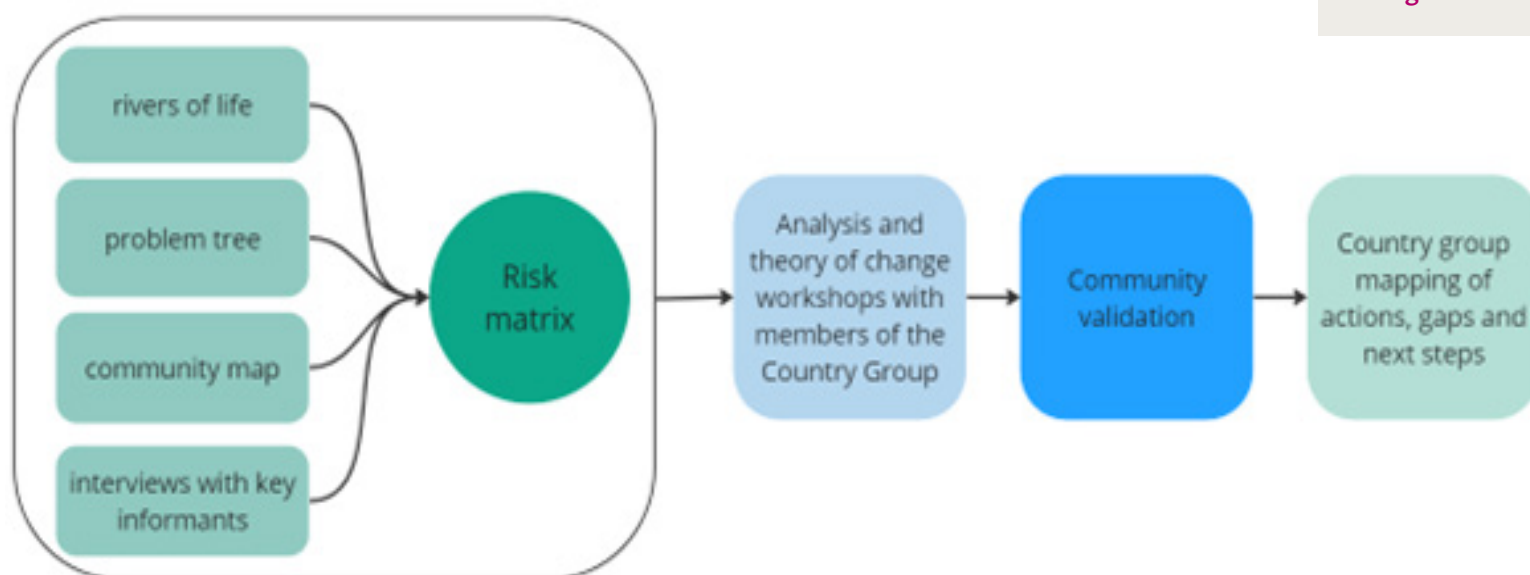 rivers of life
problem tree
community map
interviews with key
informants
Risk
matrix
Analysis and
theory of change
workshops with
members of the
Country Group
Community
validation
Country group
mapping of
actions, gaps and
next steps